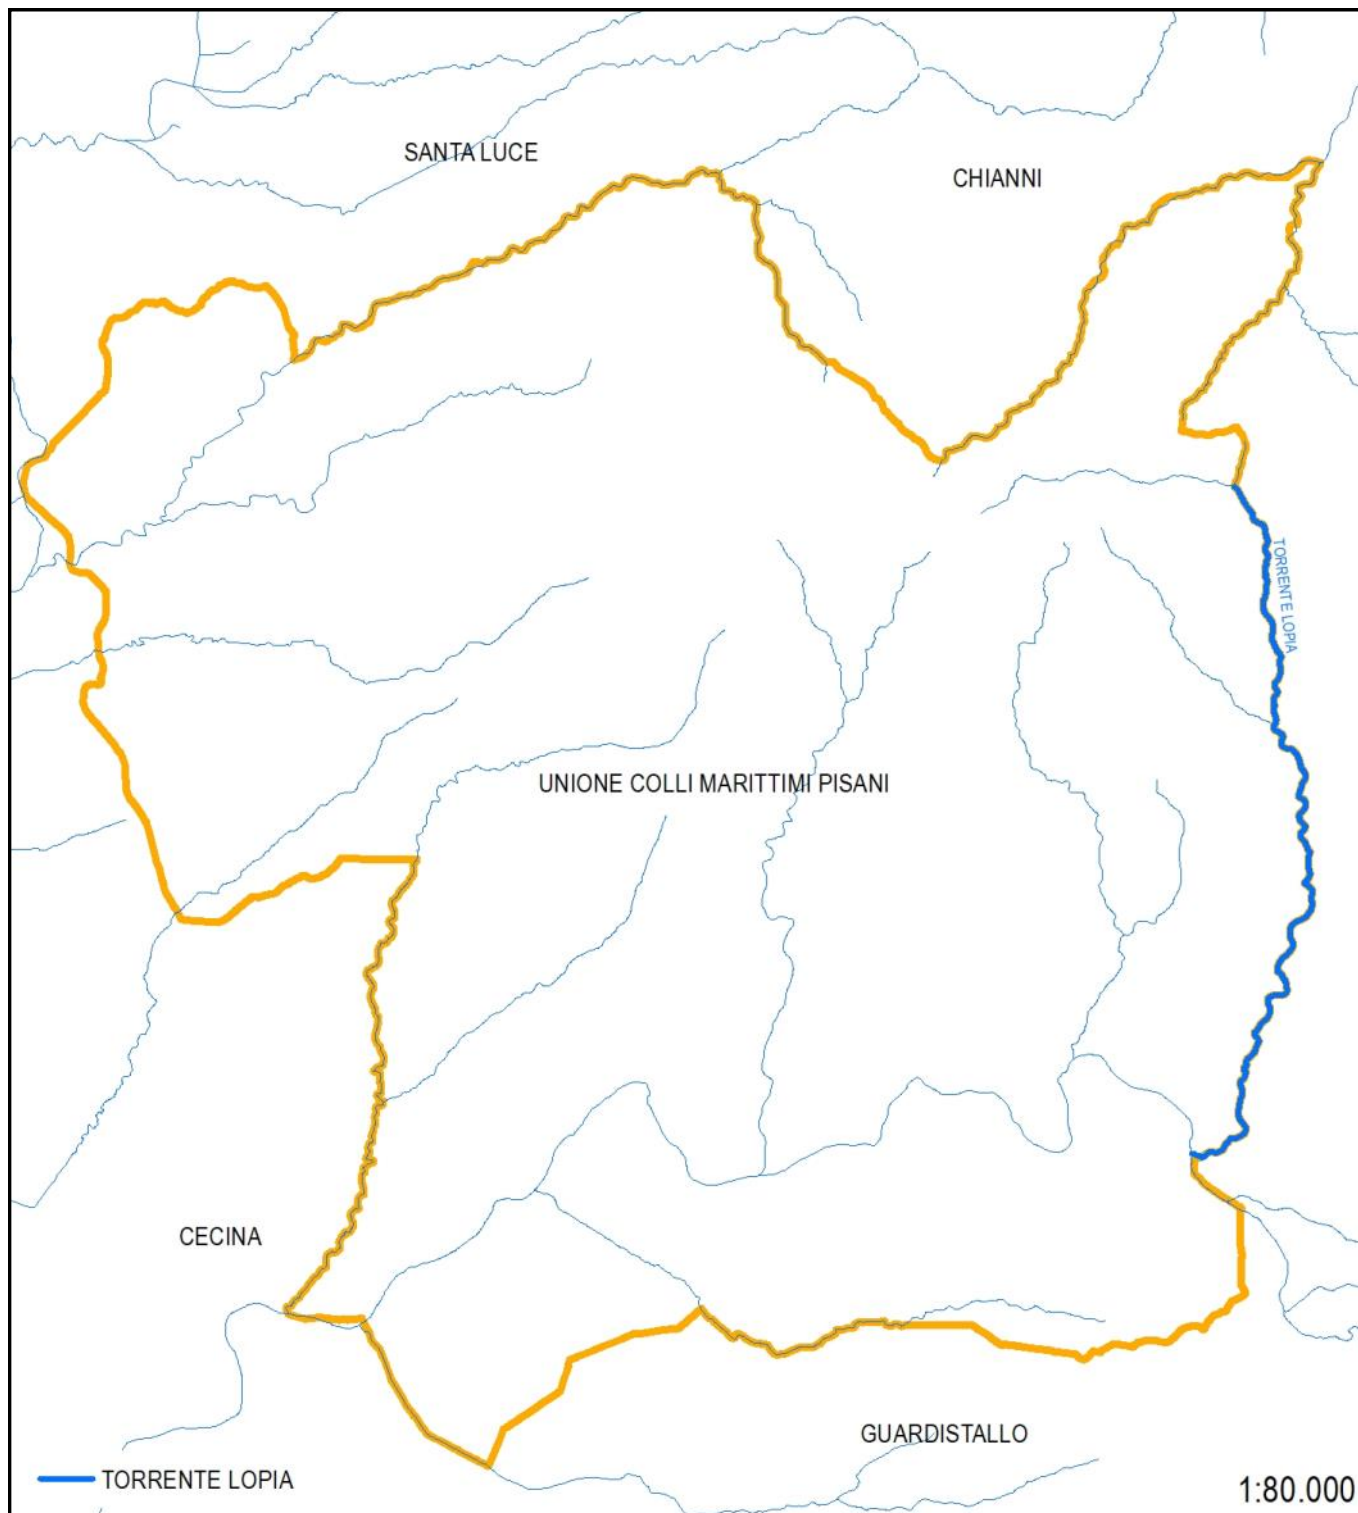 SANTA LUCE
CHIANNI
TORRENTE LOPIA
UNIONE COLLI MARITTIMI PISANI
CECINA
GUARDISTALLO
TORRENTE LOPIA
1:80.000